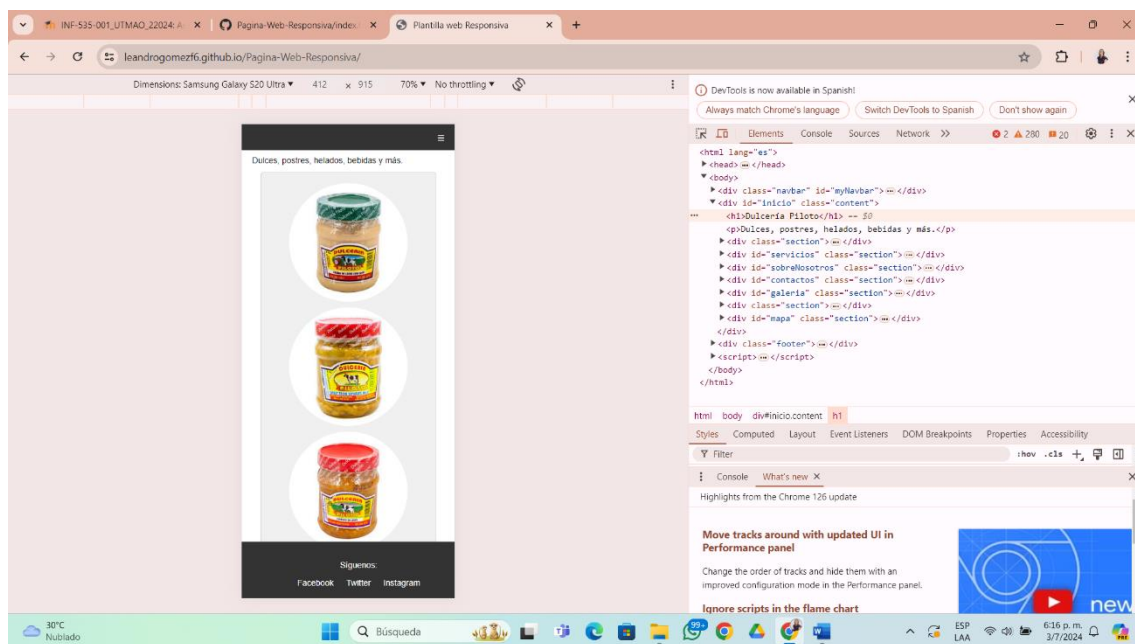 INF-535-001_UTMAO_22024: A
Pagina-Web-Responsiva/index.
Plantilla web Responsiva
leandrogomezf6.github.io/Pagina-Web-Responsiva/
Dimensions: Samsung Galaxy S20 Ultra 412 x 915 70% No throttling
Dulces, postres, helados, bebidas y más.
DULCERIA
Siguenos:
Facebook Twitter Instagram
DevTools is now available in Spanish!
Always match Chrome's language Switch DevTools to Spanish Don't show again
Elements Console Sources Network >> 2 280 20
<html lang="es">
<head> … </head>
<body>
<div class="navbar" id="myNavbar"> … </div>
<div id="inicio" class="content">
… <h1>Dulcería Piloto</h1> == $0
<p>Dulces, postres, helados, bebidas y más.</p>
<div class="section"> … </div>
<div id="servicios" class="section"> … </div>
<div id="sobreNosotros" class="section"> … </div>
<div id="contactos" class="section"> … </div>
<div id="galeria" class="section"> … </div>
<div class="section"> … </div>
<div id="mapa" class="section"> … </div>
</div>
<div class="footer"> … </div>
<script> … </script>
</body>
</html>
html body div#inicio.content h1
Styles Computed Layout Event Listeners DOM Breakpoints Properties Accessibility
Filter :hov .cls +
Console What's new ×
Highlights from the Chrome 126 update
Move tracks around with updated UI in
Performance panel
Change the order of tracks and hide them with an
improved configuration mode in the Performance panel.
Ignore scripts in the flame chart
new
30°C
Nublado
Búsqueda
99+
ESP
LAA
6:16 p. m.
3/7/2024